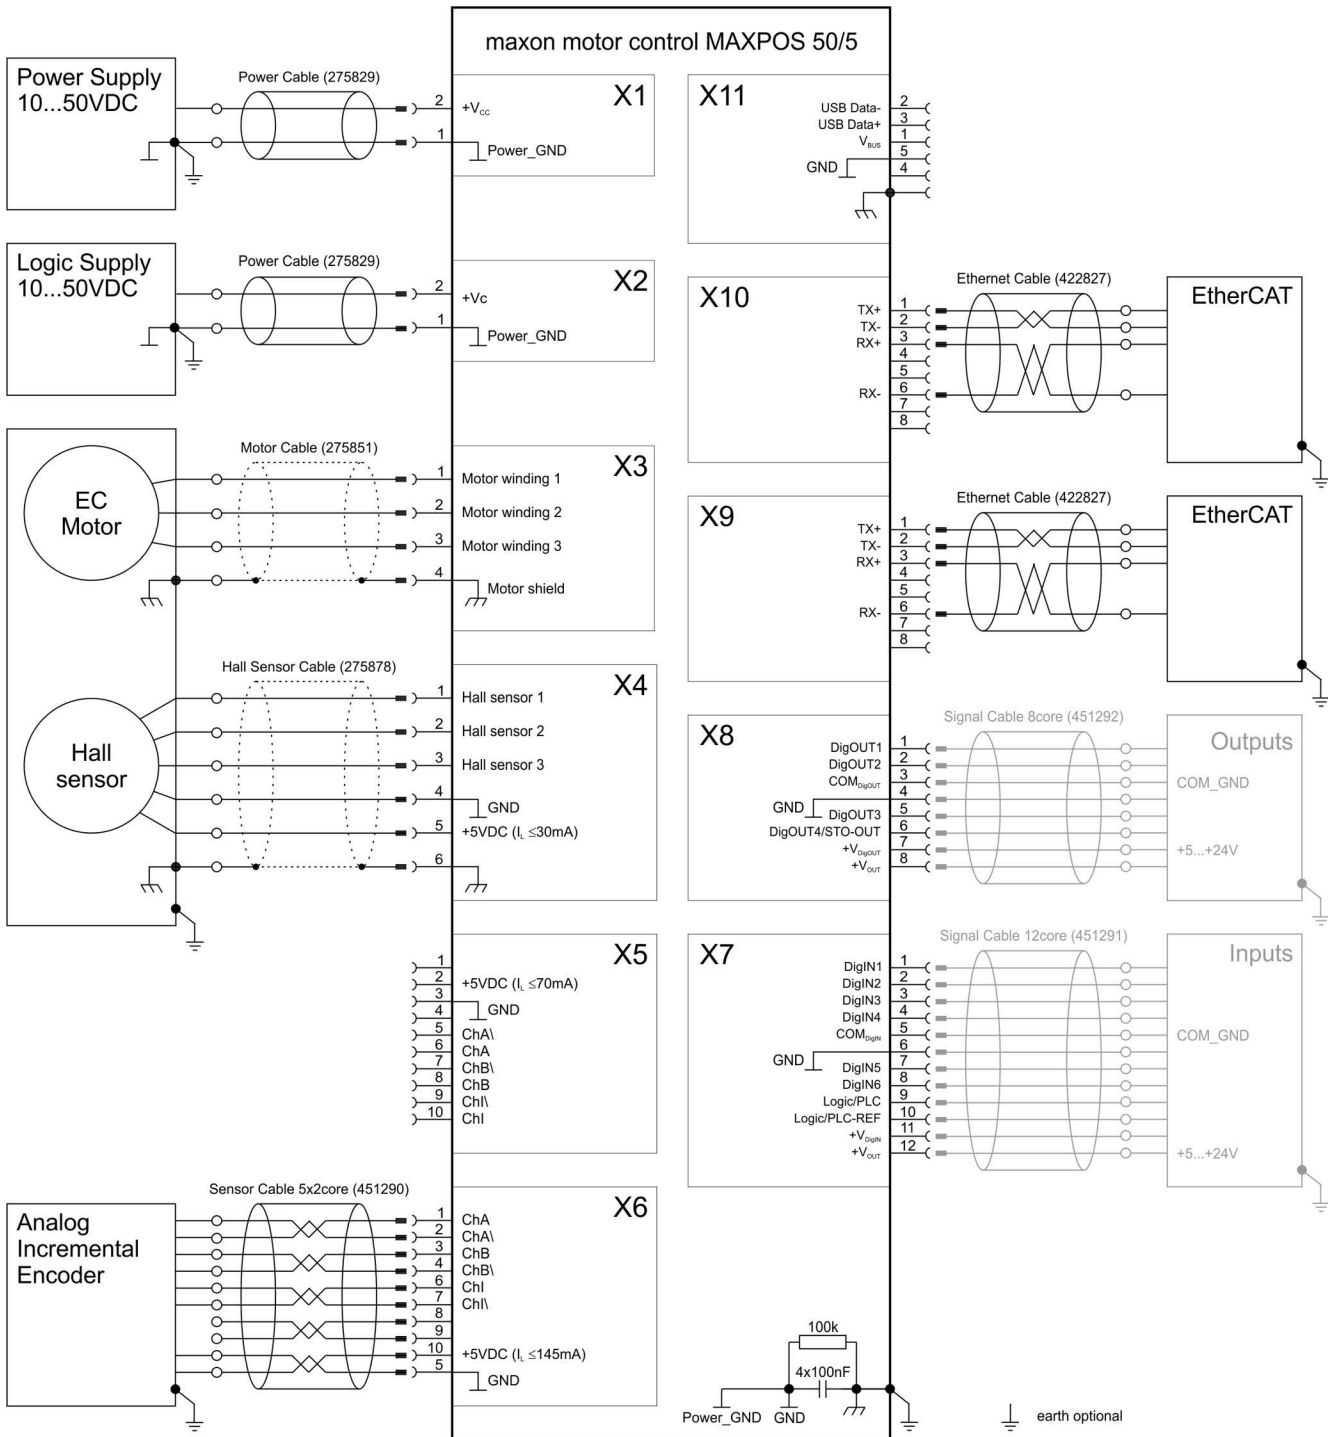 maxon motor control MAXPOS 50/5
Power Supply
10...50VDC
Power Cable (275829)
X1
2
+Vcc
1
Power_GND
Logic Supply
10...50VDC
Power Cable (275829)
X2
2
+Vc
1
Power_GND
EC
Motor
Motor Cable (275851)
X3
1
Motor winding 1
2
Motor winding 2
3
Motor winding 3
4
Motor shield
Hall
sensor
Hall Sensor Cable (275878)
X4
1
Hall sensor 1
2
Hall sensor 2
3
Hall sensor 3
4
GND
5
+5VDC (IL ≤30mA)
6
X5
1
2
+5VDC (IL ≤70mA)
3
GND
4
5
ChA\
6
ChA
7
ChB\
8
ChB
9
ChI\
10
ChI
Analog
Incremental
Encoder
Sensor Cable 5x2core (451290)
X6
1
ChA
2
ChA\
3
ChB
4
ChB\
6
ChI
7
ChI\
8
9
10
+5VDC (IL ≤145mA)
5
GND
X11
USB Data-
2
USB Data+
3
VBUS
1
GND
5
4
X10
Ethernet Cable (422827)
EtherCAT
TX+
1
TX-
2
RX+
3
4
5
RX-
6
7
8
X9
Ethernet Cable (422827)
EtherCAT
TX+
1
TX-
2
RX+
3
4
5
RX-
6
7
8
X8
Signal Cable 8core (451292)
Outputs
DigOUT1
1
DigOUT2
2
COMDigOUT
3
COM_GND
GND
4
DigOUT3
5
DigOUT4/STO-OUT
6
+VDigOUT
7
+5...+24V
+VOUT
8
X7
Signal Cable 12core (451291)
Inputs
DigIN1
1
DigIN2
2
DigIN3
3
DigIN4
4
COMDigIN
5
COM_GND
GND
6
DigIN5
7
DigIN6
8
Logic/PLC
9
Logic/PLC-REF
10
+VDigIN
11
+VOUT
12
+5...+24V
100k
4x100nF
Power_GND
GND
earth optional